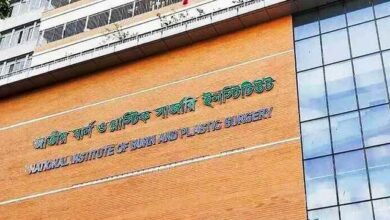 জাতীয় বার্ন ও প্লাস্টিক সার্জারি ইনস্টিটিউট
NATIONAL INSTITUTE OF BURN AND PLASTIC SURGERY